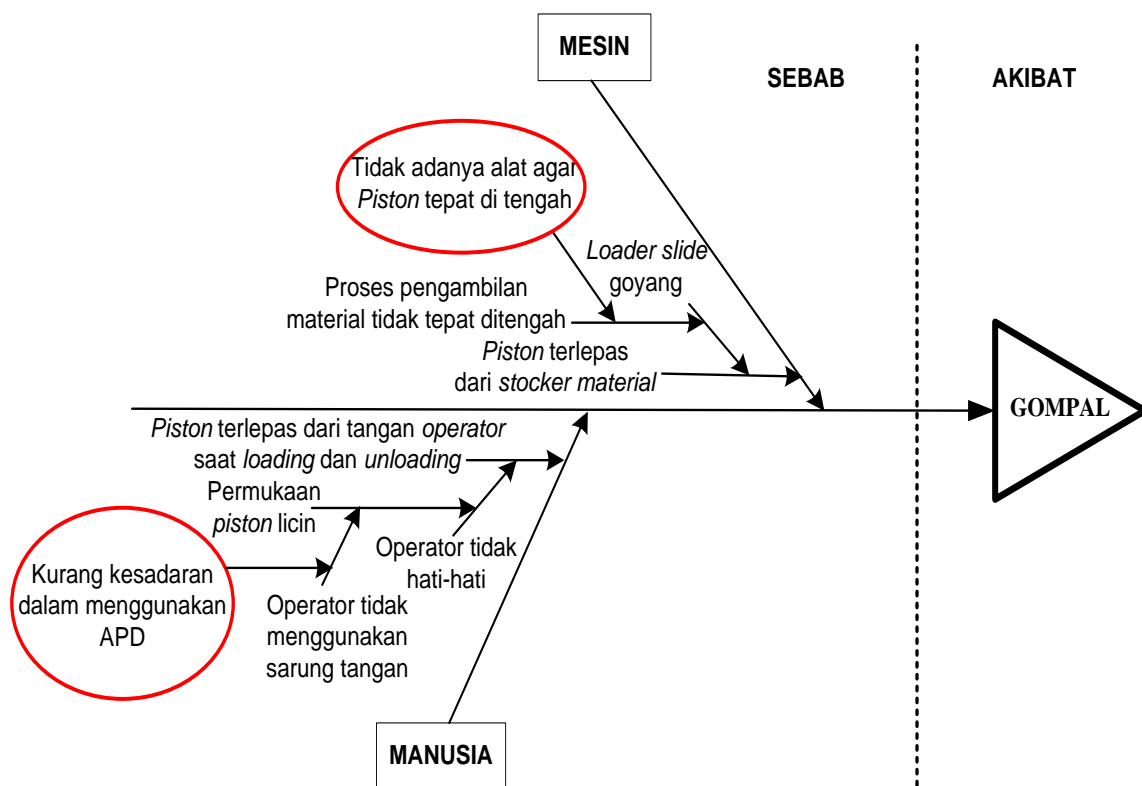 MESIN
SEBAB
AKIBAT
Tidak adanya alat agar
Piston tepat di tengah
Loader slide
goyang
Proses pengambilan
material tidak tepat ditengah
Piston terlepas
dari stocker material
GOMPAL
Piston terlepas dari tangan operator
saat loading dan unloading
Permukaan
piston licin
Operator tidak
hati-hati
Kurang kesadaran
dalam menggunakan
APD
Operator tidak
menggunakan
sarung tangan
MANUSIA